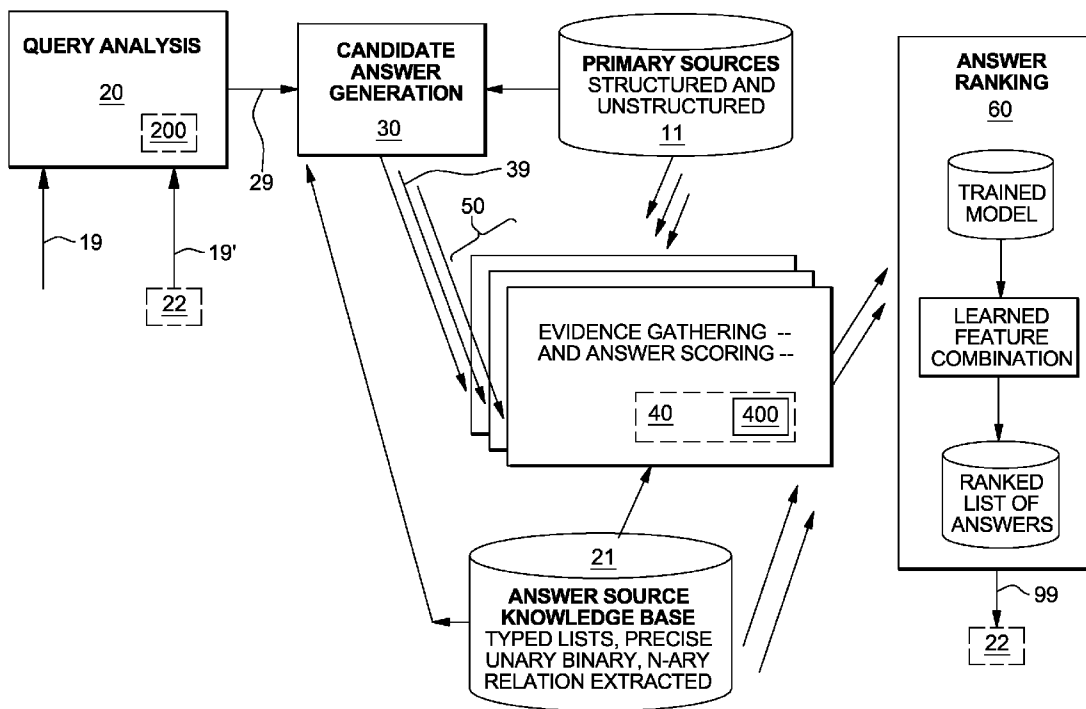 QUERY ANALYSIS
20
200
19
19'
22
29
CANDIDATE
ANSWER
GENERATION
30
39
50
PRIMARY SOURCES
STRUCTURED AND
UNSTRUCTURED
11
EVIDENCE GATHERING --
AND ANSWER SCORING --
40
400
21
ANSWER SOURCE
KNOWLEDGE BASE
TYPED LISTS, PRECISE
UNARY BINARY, N-ARY
RELATION EXTRACTED
ANSWER
RANKING
60
TRAINED
MODEL
LEARNED
FEATURE
COMBINATION
RANKED
LIST OF
ANSWERS
99
22